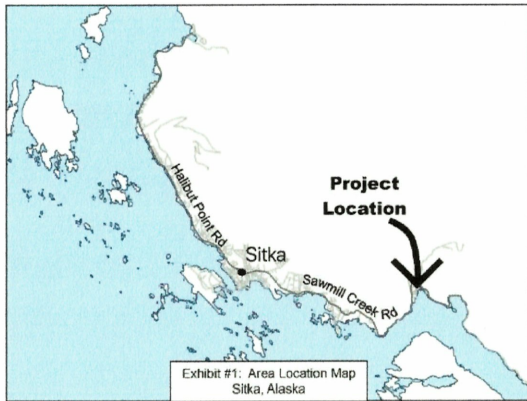 Project
Location
Halibut Point Rd
Sitka
Sawmill Creek Rd
Exhibit #1: Area Location Map
Sitka, Alaska